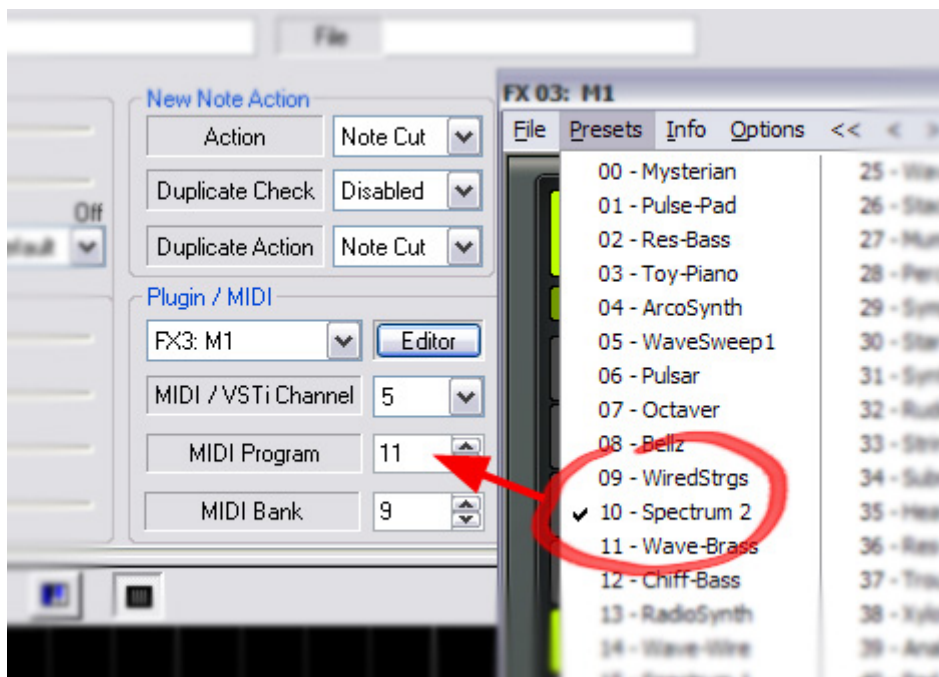 File
New Note Action
Action
Note Cut
Duplicate Check
Disabled
Off
Duplicate Action
Note Cut
Plugin / MIDI
FX3: M1
Editor
MIDI / VSTi Channel
5
MIDI Program
11
MIDI Bank
9
FX 03: M1
File Presets Info Options << <
00 - Mysterian
01 - Pulse-Pad
02 - Res-Bass
03 - Toy-Piano
04 - ArcoSynth
05 - WaveSweep1
06 - Pulsar
07 - Octaver
08 - Bellz
09 - WiredStrgs
10 - Spectrum 2
11 - Wave-Brass
12 - Chiff-Bass
13 - RadioSynth
14 - Wave-Wire
25 -
26 -
27 -
28 -
29 -
30 -
31 -
32 -
33 -
34 -
35 -
36 -
37 -
38 -
39 -